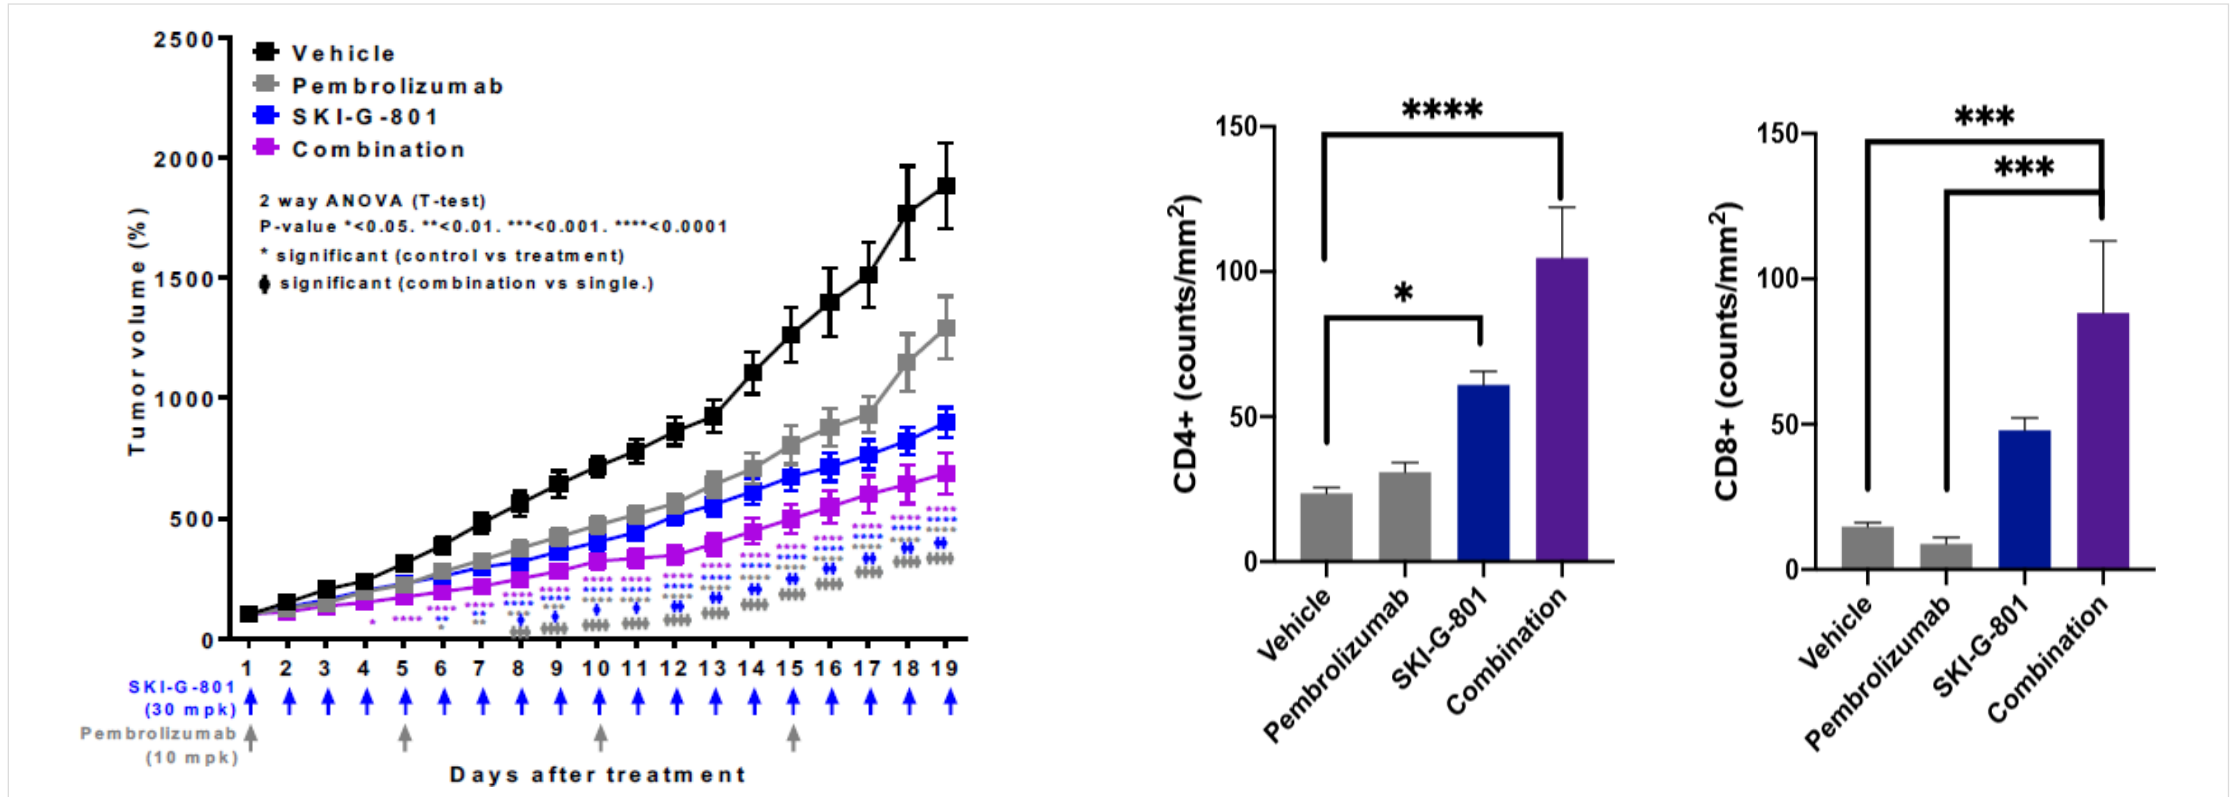 2500
2000
1500
1000
500
0
Tumor volume (%)
Vehicle
Pembrolizumab
SKI-G-801
Combination
2 way ANOVA (T-test)
P-value *<0.05. **<0.01. ***<0.001. ****<0.0001
* significant (control vs treatment)
significant (combination vs single.)
1 2 3 4 5 6 7 8 9 10 11 12 13 14 15 16 17 18 19
SKI-G-801
(30 mpk)
Pembrolizumab
(10 mpk)
Days after treatment
CD4+ (counts/mm²)
150
100
50
0
****
*
Vehicle
Pembrolizumab
SKI-G-801
Combination
CD8+ (counts/mm²)
150
100
50
0
***
***
Vehicle
Pembrolizumab
SKI-G-801
Combination